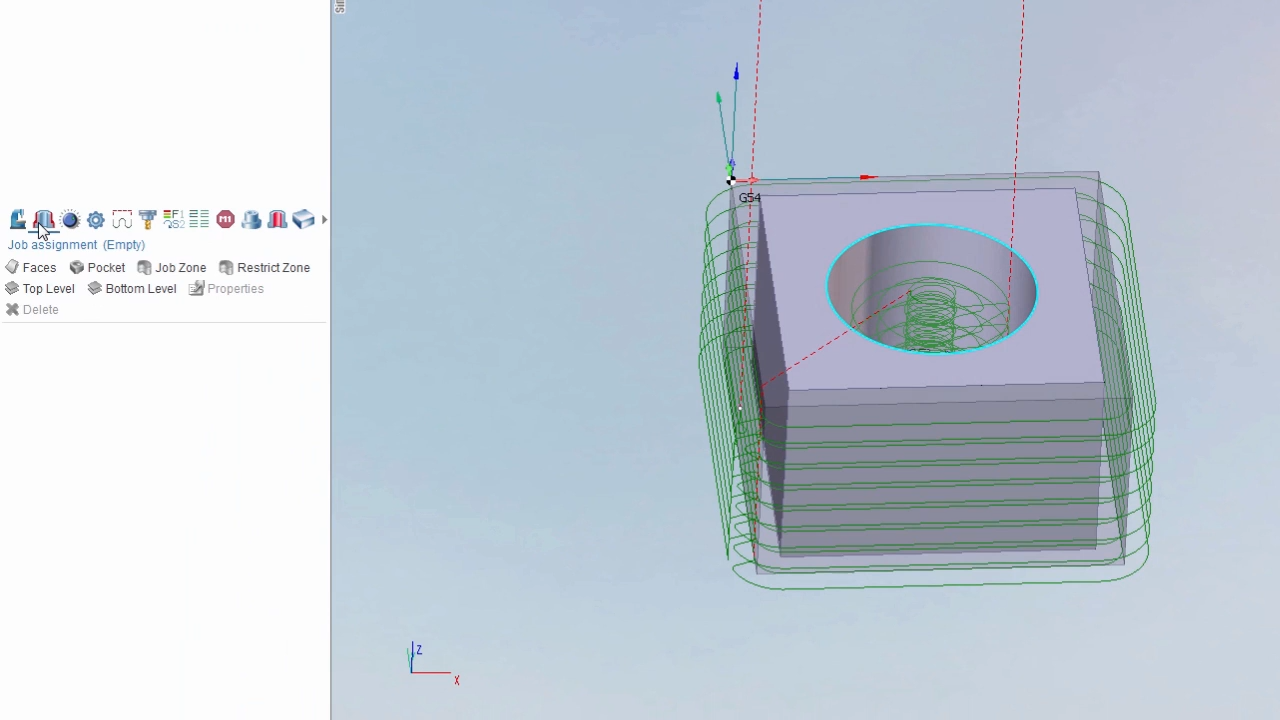 Job assignment (Empty)
Faces Pocket Job Zone Restrict Zone
Top Level Bottom Level Properties
Delete
G54
Z
X